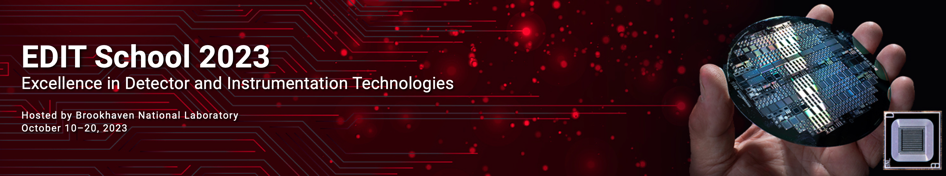 EDIT School 2023
Excellence in Detector and Instrumentation Technologies
Hosted by Brookhaven National Laboratory
October 10–20, 2023